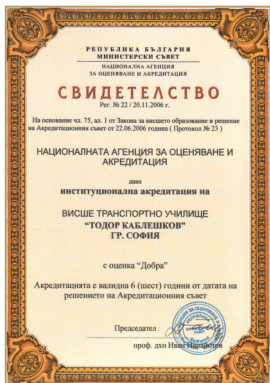 РЕПУБЛИКА БЪЛГАРИЯ
МИНИСТЕРСКИ СЪВЕТ
НАЦИОНАЛНА АГЕНЦИЯ
ЗА ОЦЕНЯВАНЕ И АКРЕДИТАЦИЯ
СВИДЕТЕЛСТВО
Рег. № 22 / 20.11.2006 г.
На основание чл. 75, ал. 1 от Закона за висшето образование и решение
на Акредитационния съвет от 22.06.2006 година ( Протокол № 23 )
НАЦИОНАЛНАТА АГЕНЦИЯ ЗА ОЦЕНЯВАНЕ И
АКРЕДИТАЦИЯ
дава
институционална акредитация на
ВИСШЕ ТРАНСПОРТНО УЧИЛИЩЕ
"ТОДОР КАБЛЕШКОВ"
ГР. СОФИЯ
с оценка "Добра"
Акредитацията е валидна 6 (шест) години от датата на
решението на Акредитационния съвет
Председател :
проф. дхн Иван